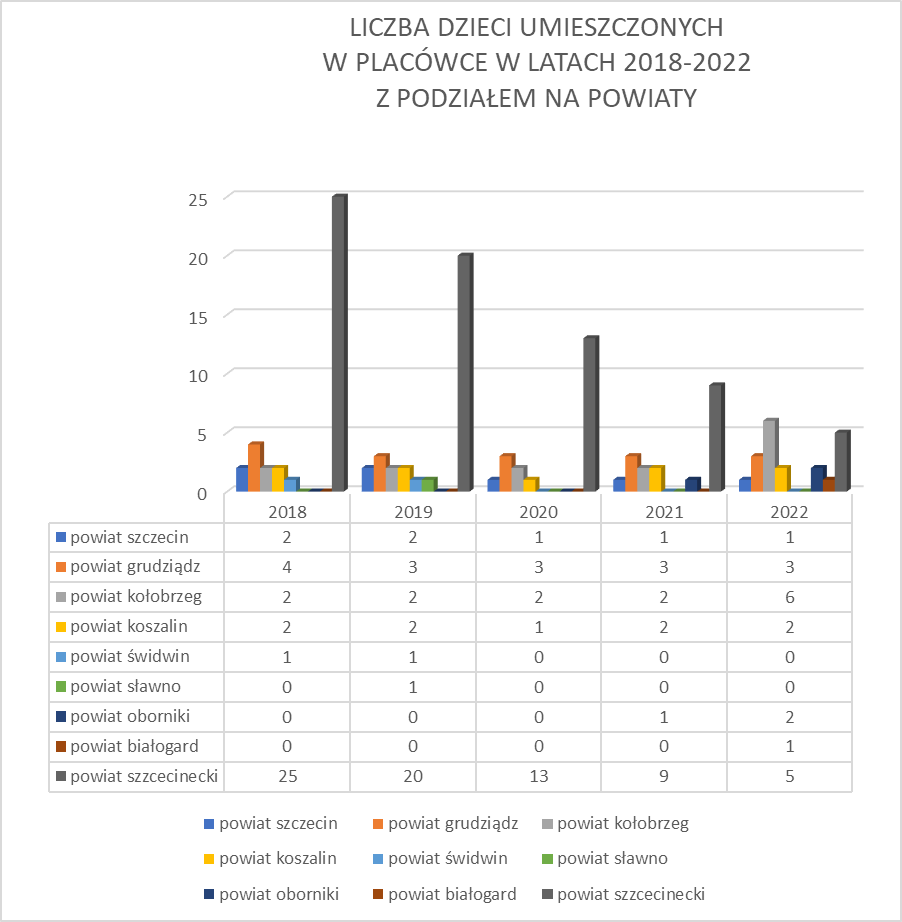 LICZBA DZIECI UMIESZCZONYCH
W PLACÓWCE W LATACH 2018-2022
Z PODZIAŁEM NA POWIATY
25
20
15
10
5
0
2018 2019 2020 2021 2022
powiat szczecin 2 2 1 1 1
powiat grudziądz 4 3 3 3 3
powiat kołobrzeg 2 2 2 2 6
powiat koszalin 2 2 1 2 2
powiat świdwin 1 1 0 0 0
powiat sławno 0 1 0 0 0
powiat oborniki 0 0 0 1 2
powiat białogard 0 0 0 0 1
powiat szzcecinecki 25 20 13 9 5
powiat szczecin powiat grudziądz powiat kołobrzeg
powiat koszalin powiat świdwin powiat sławno
powiat oborniki powiat białogard powiat szzcecinecki